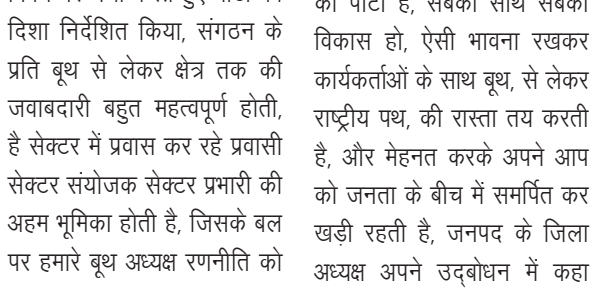 दिशा निर्देशित किया, संगठन के
प्रति बूथ से लेकर क्षेत्र तक की
जवाबदारी बहुत महत्वपूर्ण होती,
है सेक्टर में प्रवास कर रहे प्रवासी
सेक्टर संयोजक सेक्टर प्रभारी की
अहम भूमिका होती है, जिसके बल
पर हमारे बूथ अध्यक्ष रणनीति को
की पार्टी है, सबका साथ सबका
विकास हो, ऐसी भावना रखकर
कार्यकर्ताओं के साथ बूथ, से लेकर
राष्ट्रीय पथ, की रास्ता तय करती
है, और मेहनत करके अपने आप
को जनता के बीच में समर्पित कर
खड़ी रहती है, जनपद के जिला
अध्यक्ष अपने उद्बोधन में कहा